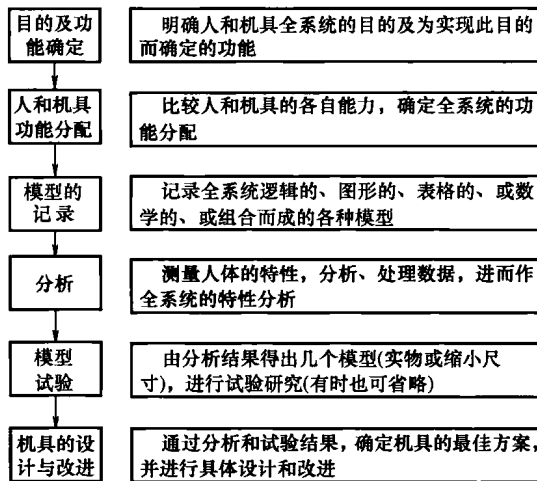 目的及功
能确定
明确人和机具全系统的目的及为实现此目的
而确定的功能
人和机具
功能分配
比较人和机具的各自能力，确定全系统的功
能分配
模型的
记录
记录全系统逻辑的、图形的、表格的、或数
学的、或组合而成的各种模型
分析
测量人体的特性，分析、处理数据，进而作
全系统的特性分析
模型
试验
由分析结果得出几个模型(实物或缩小尺
寸)，进行试验研究(有时也可省略)
机具的设
计与改进
通过分析和试验结果，确定机具的最佳方案，
并进行具体设计和改进